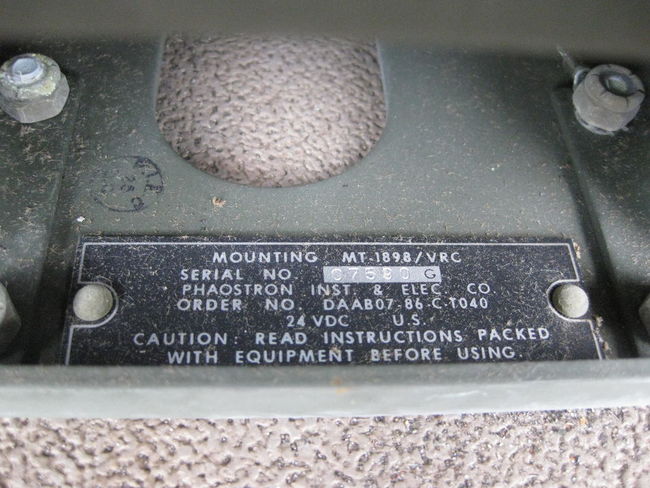 MOUNTING MT-1898/VRC
SERIAL NO. C7580 G
PHAOSTRON INST. & ELEC. CO.
ORDER NO. DAAB07-86-C-T040
24 VDC U.S.
CAUTION: READ INSTRUCTIONS PACKED
WITH EQUIPMENT BEFORE USING.